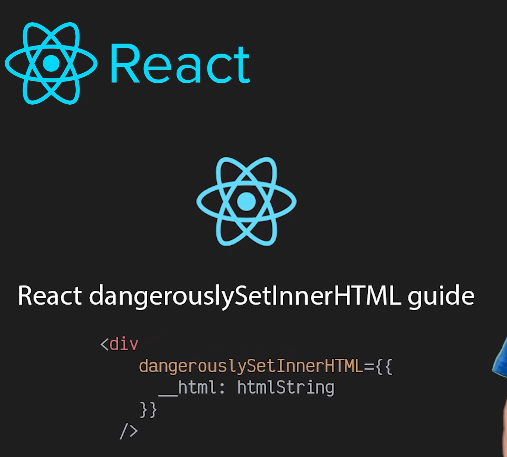 React
React dangerouslySetInnerHTML guide
<div
dangerouslySetInnerHTML={{
__html: htmlString
}}
/>